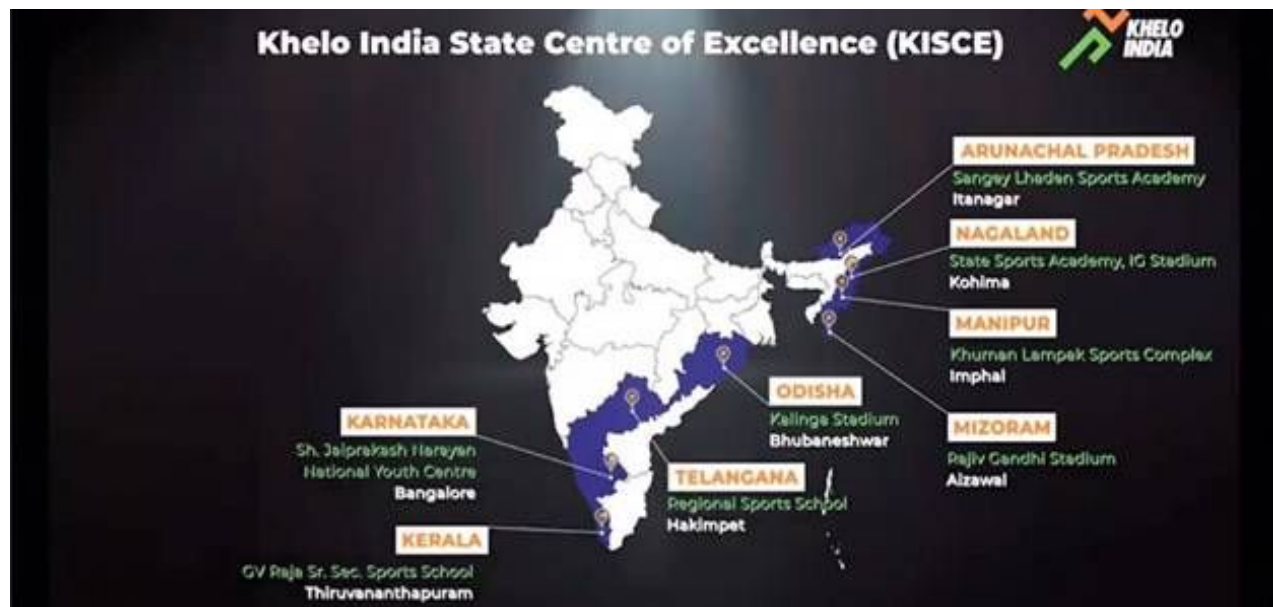 Khelo India State Centre of Excellence (KISCE)
KHELO
INDIA
ARUNACHAL PRADESH
Sangey Lhaden Sports Academy
Itanagar
NAGALAND
State Sports Academy, IG Stadium
Kohima
MANIPUR
Khuman Lampak Sports Complex
Imphal
MIZORAM
Rajiv Gandhi Stadium
Aizawal
ODISHA
Kalinga Stadium
Bhubaneshwar
TELANGANA
Regional Sports School
Hakimpet
KARNATAKA
Sh. Jaiprakash Narayan
National Youth Centre
Bangalore
KERALA
GV Raja Sr. Sec. Sports School
Thiruvananthapuram